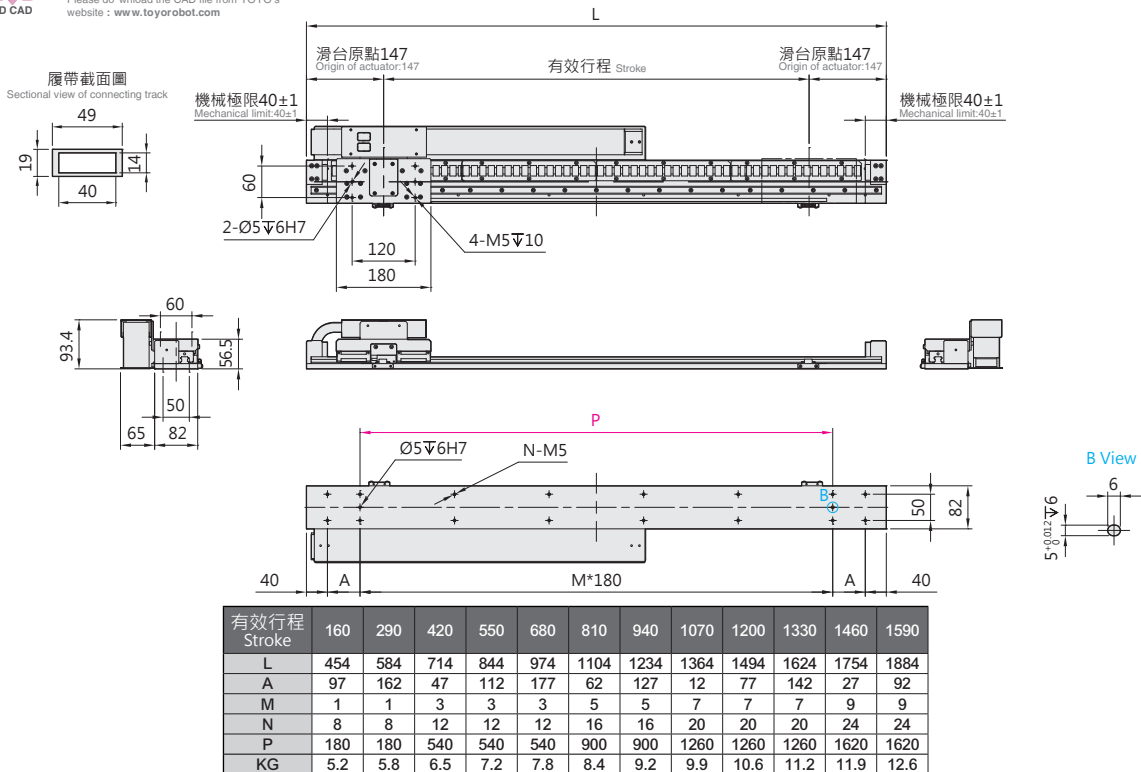 D CAD
Please do wnload the CAD file from TOYO's
website : www.toyorobot.com
L
滑台原點147
Origin of actuator:147
有效行程 Stroke
滑台原點147
Origin of actuator:147
履帶截面圖
Sectional view of connecting track
機械極限40±1
Mechanical limit:40±1
機械極限40±1
Mechanical limit:40±1
49
19
14
40
60
2-Ø5↧6H7
4-M5↧10
120
180
60
93.4
56.5
50
65
82
P
Ø5↧6H7
N-M5
B View
B
6
50
82
5 +0.012 0 ↧6
40
A
M*180
A
40
有效行程 Stroke 160 290 420 550 680 810 940 1070 1200 1330 1460 1590
L 454 584 714 844 974 1104 1234 1364 1494 1624 1754 1884
A 97 162 47 112 177 62 127 12 77 142 27 92
M 1 1 3 3 3 5 5 7 7 7 9 9
N 8 8 12 12 12 16 16 20 20 20 24 24
P 180 180 540 540 540 900 900 1260 1260 1260 1620 1620
KG 5.2 5.8 6.5 7.2 7.8 8.4 9.2 9.9 10.6 11.2 11.9 12.6